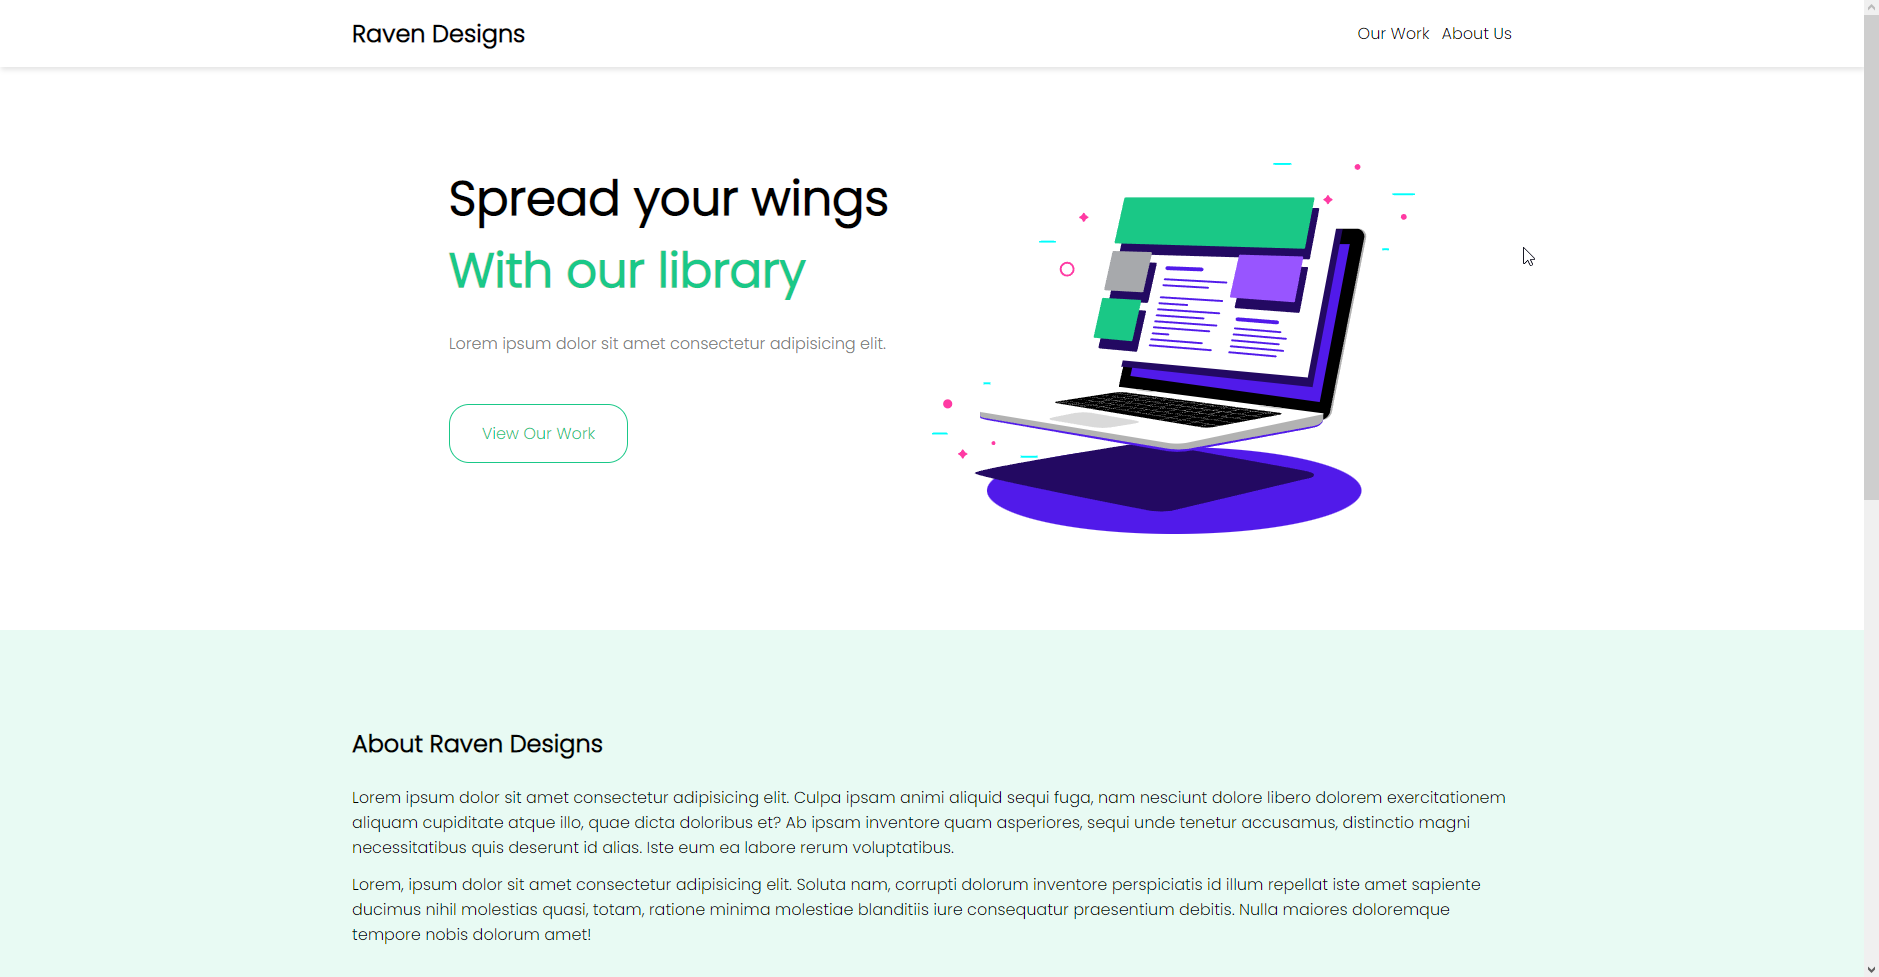 Raven Designs
Our Work About Us
Spread your wings
With our library
Lorem ipsum dolor sit amet consectetur adipisicing elit.
View Our Work
About Raven Designs
Lorem ipsum dolor sit amet consectetur adipisicing elit. Culpa ipsam animi aliquid sequi fuga, nam nesciunt dolore libero dolorem exercitationem
aliquam cupiditate atque illo, quae dicta doloribus et? Ab ipsam inventore quam asperiores, sequi unde tenetur accusamus, distinctio magni
necessitatibus quis deserunt id alias. Iste eum ea labore rerum voluptatibus.
Lorem, ipsum dolor sit amet consectetur adipisicing elit. Soluta nam, corrupti dolorum inventore perspiciatis id illum repellat iste amet sapiente
ducimus nihil molestias quasi, totam, ratione minima molestiae blanditiis iure consequatur praesentium debitis. Nulla maiores doloremque
tempore nobis dolorum amet!